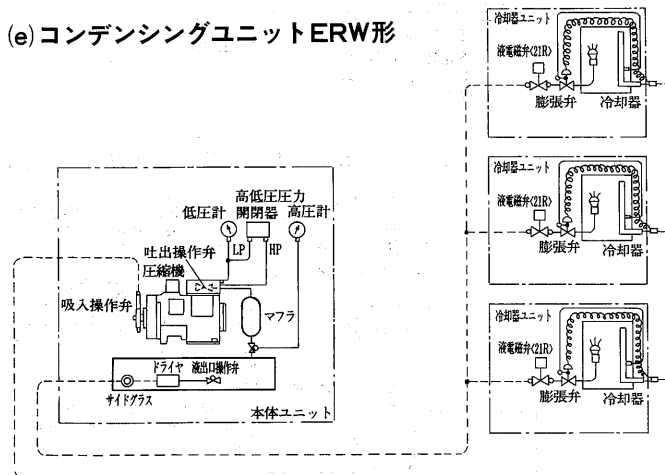 (e)コンデンシングユニットERW形
冷却器ユニット
液電磁弁〈21R〉
膨張弁
冷却器
高低圧圧力
低圧計
開閉器
高圧計
LP
HP
吐出操作弁
圧縮機
吸入操作弁
マフラ
ドライヤ
液出口操作弁
サイドグラス
本体ユニット
冷却器ユニット
液電磁弁〈21R〉
膨張弁
冷却器
冷却器ユニット
液電磁弁〈21R〉
膨張弁
冷却器